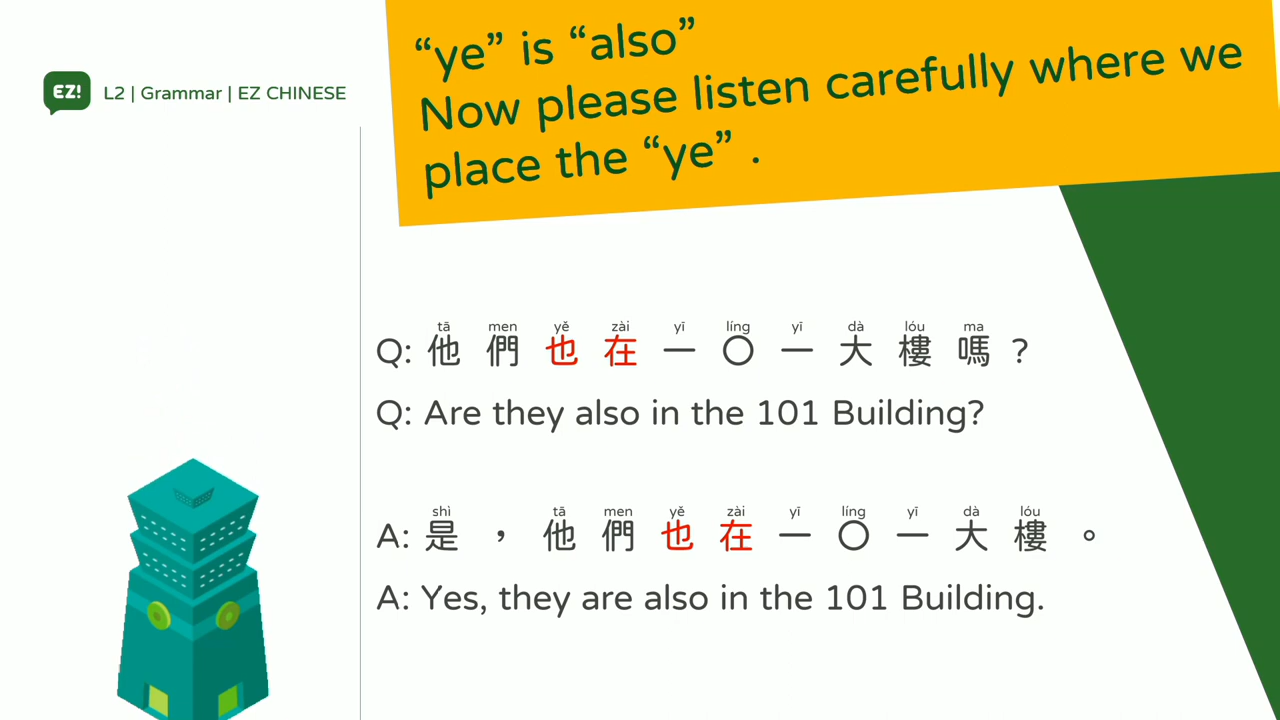 EZ!
L2 | Grammar | EZ CHINESE
“ye” is “also”
Now please listen carefully where we
place the “ye” .
tā men yě zài yī líng yī dà lóu ma
Q: 他們也在一〇一大樓嗎?
Q: Are they also in the 101 Building?
shì tā men yě zài yī líng yī dà lóu
A: 是，他們也在一〇一大樓。
A: Yes, they are also in the 101 Building.